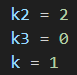 k2 = 2
k3 = 0
k = 1